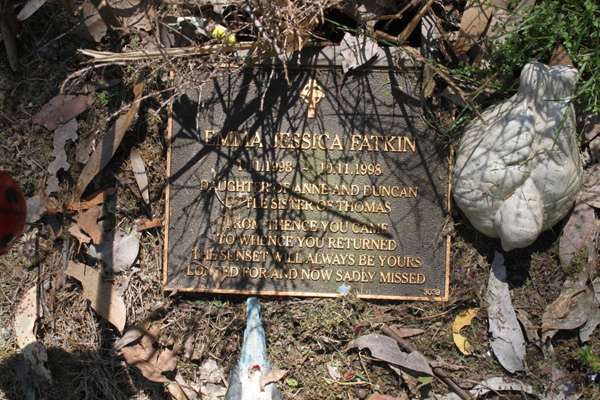 EMMA JESSICA FATKIN
1998 - 10.11.1998
DAUGHTER OF ANNE AND DUNCAN
SISTER OF THOMAS
FROM THENCE YOU CAME
TO WHENCE YOU RETURNED
THE SUNSET WILL ALWAYS BE YOURS
LONGED FOR AND NOW SADLY MISSED